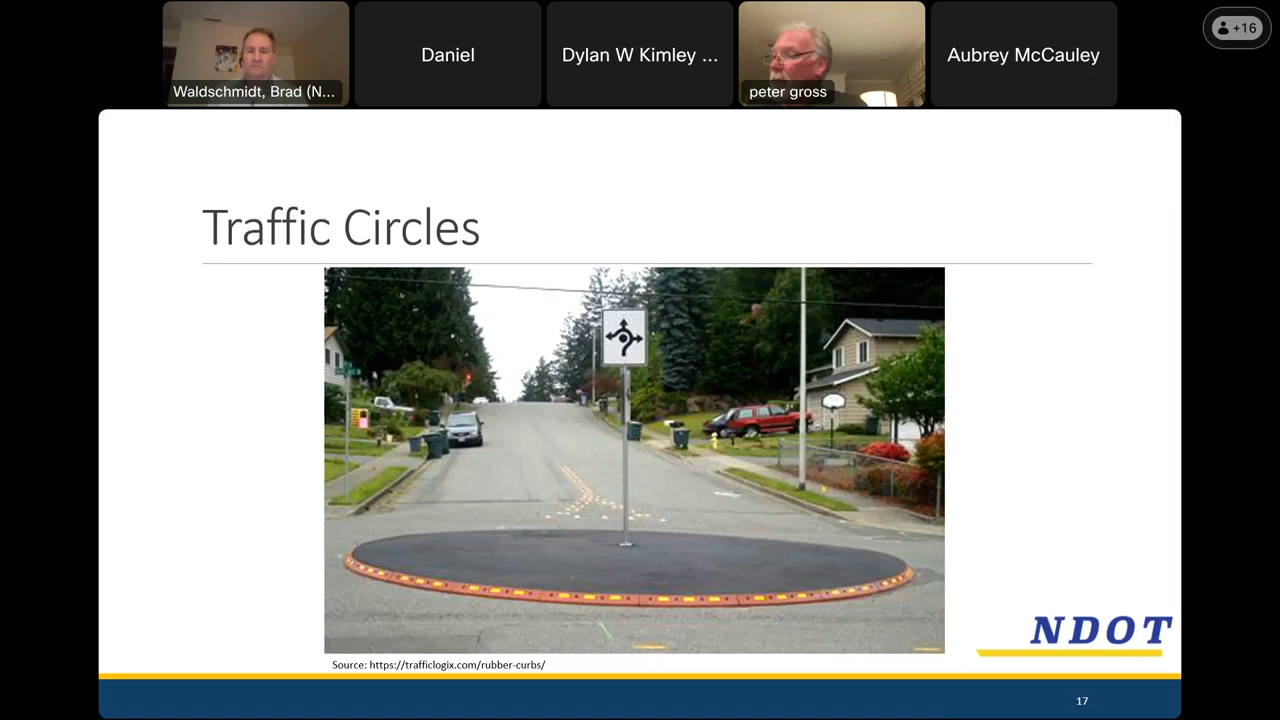 +16
Daniel
Dylan W Kimley ...
Aubrey McCauley
Waldschmidt, Brad (N...
peter gross
Traffic Circles
NDOT
Source: https://trafficlogix.com/rubber-curbs/
17